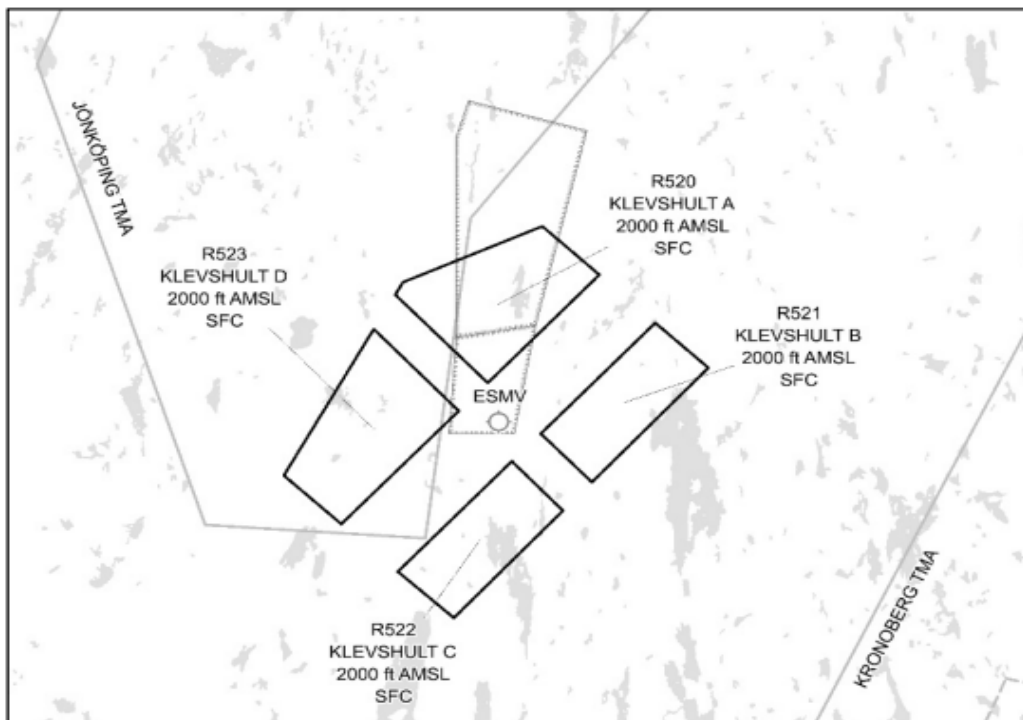 JÖNKÖPING TMA
R520
KLEVSHULT A
2000 ft AMSL
SFC
R523
KLEVSHULT D
2000 ft AMSL
SFC
R521
KLEVSHULT B
2000 ft AMSL
SFC
ESMV
R522
KLEVSHULT C
2000 ft AMSL
SFC
KRONOBERG TMA